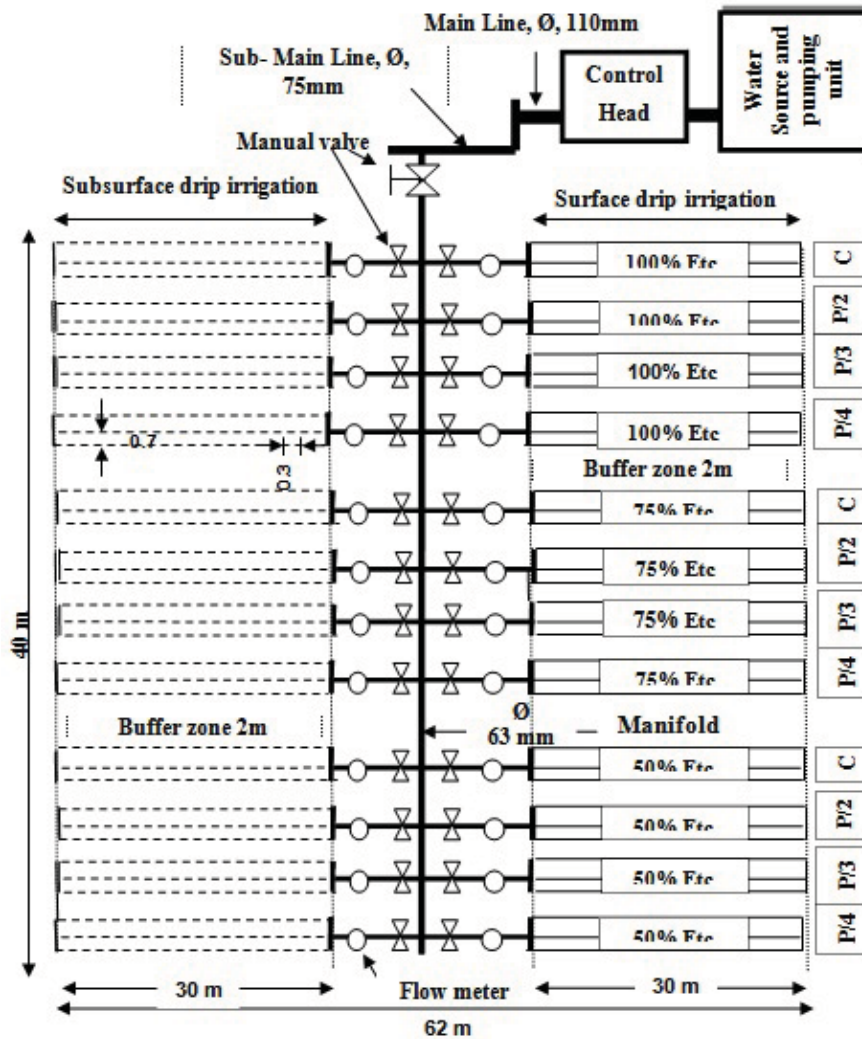 Main Line, Ø, 110mm
Sub- Main Line, Ø,
75mm
Control
Head
Water
Source and
pumping
unit
Manual valve
Subsurface drip irrigation
Surface drip irrigation
100% Etc
C
100% Etc
P/2
100% Etc
P/3
100% Etc
P/4
0.7
0.3
Buffer zone 2m
75% Etc
C
75% Etc
P/2
75% Etc
P/3
75% Etc
P/4
40 m
Buffer zone 2m
Ø
63 mm
Manifold
50% Etc
C
50% Etc
P/2
50% Etc
P/3
50% Etc
P/4
30 m
Flow meter
30 m
62 m